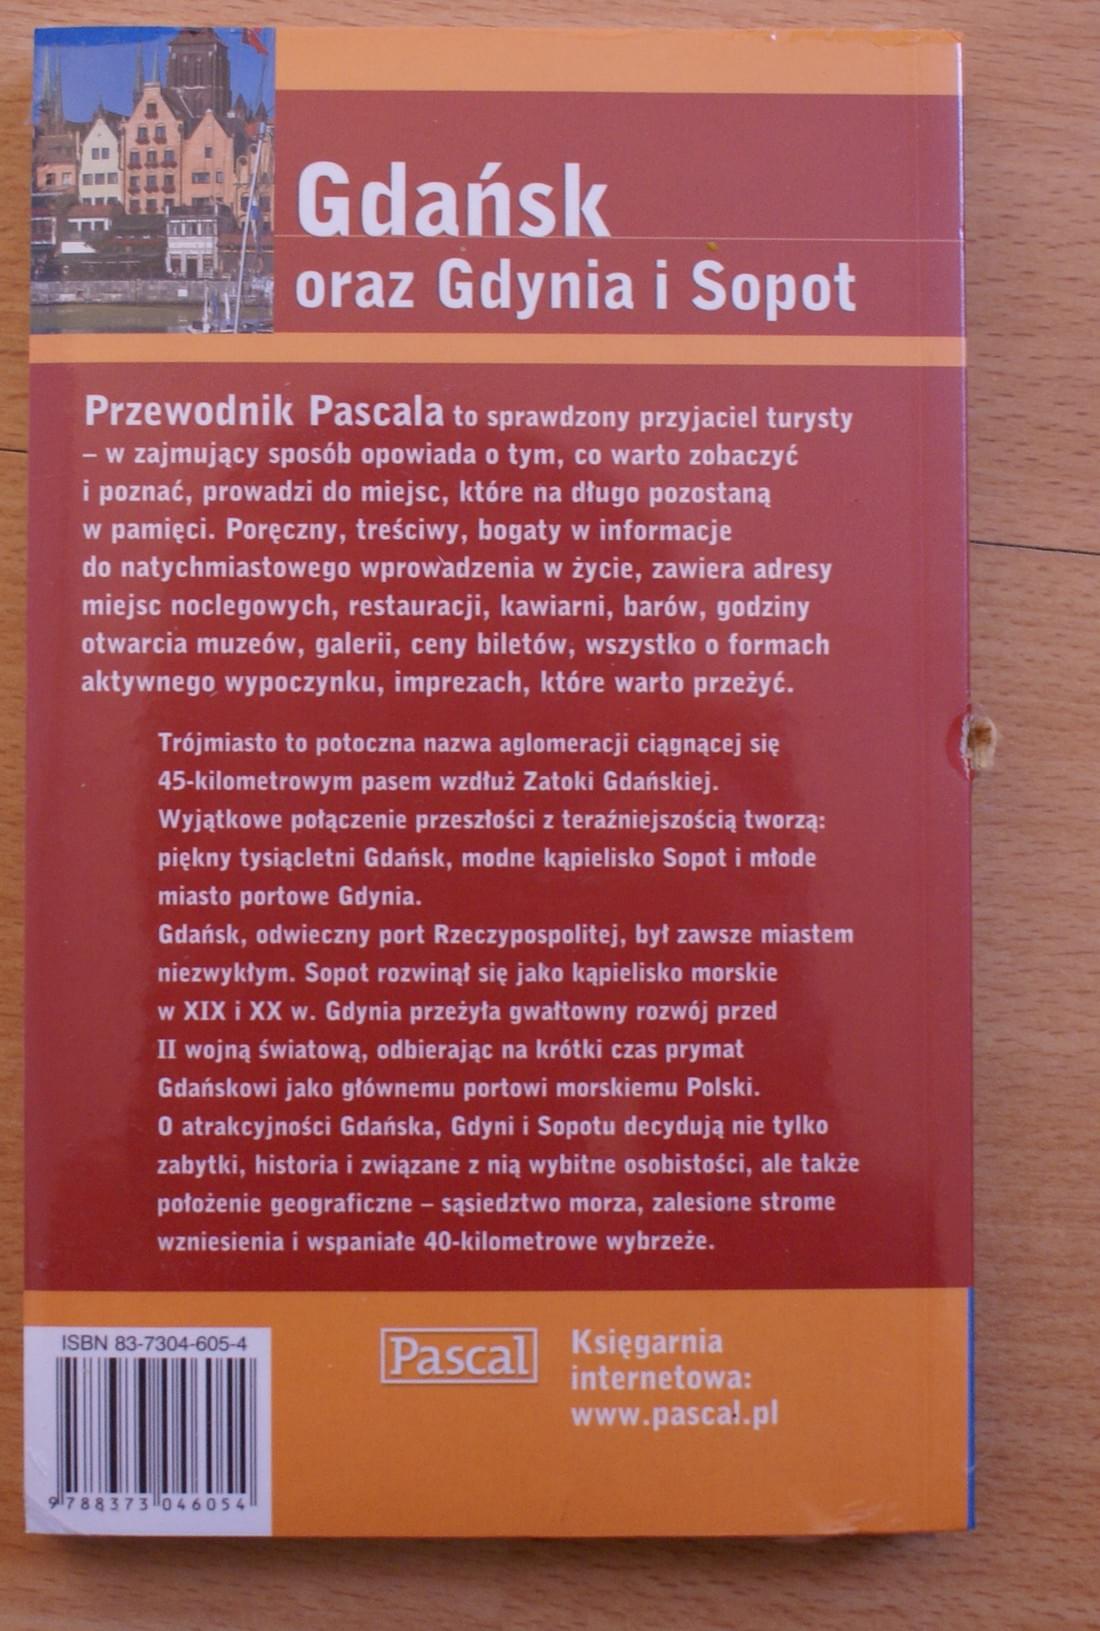 Gdańsk
oraz Gdynia i Sopot
Przewodnik Pascala to sprawdzony przyjaciel turysty
– w zajmujący sposób opowiada o tym, co warto zobaczyć
i poznać, prowadzi do miejsc, które na długo pozostaną
w pamięci. Poręczny, treściwy, bogaty w informacje
do natychmiastowego wprowadzenia w życie, zawiera adresy
miejsc noclegowych, restauracji, kawiarni, barów, godziny
otwarcia muzeów, galerii, ceny biletów, wszystko o formach
aktywnego wypoczynku, imprezach, które warto przeżyć.
Trójmiasto to potoczna nazwa aglomeracji ciągnącej się
45-kilometrowym pasem wzdłuż Zatoki Gdańskiej.
Wyjątkowe połączenie przeszłości z teraźniejszością tworzą:
piękny tysiącletni Gdańsk, modne kąpielisko Sopot i młode
miasto portowe Gdynia.
Gdańsk, odwieczny port Rzeczypospolitej, był zawsze miastem
niezwykłym. Sopot rozwinął się jako kąpielisko morskie
w XIX i XX w. Gdynia przeżyła gwałtowny rozwój przed
II wojną światową, odbierając na krótki czas prymat
Gdańskowi jako głównemu portowi morskiemu Polski.
O atrakcyjności Gdańska, Gdyni i Sopotu decydują nie tylko
zabytki, historia i związane z nią wybitne osobistości, ale także
położenie geograficzne – sąsiedztwo morza, zalesione strome
wzniesienia i wspaniałe 40-kilometrowe wybrzeże.
ISBN 83-7304-605-4
9 788373 046054
Pascal
Księgarnia
internetowa:
www.pascal.pl